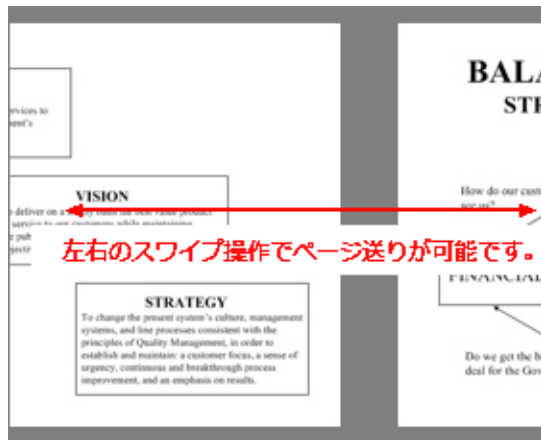 services to
ment's
VISION
deliver on a
value product
service to our customers while maintaining
左右のスワイプ操作でページ送りが可能です。
STRATEGY
To change the present system's culture, management
systems, and line processes consistent with the
principles of Quality Management, in order to
establish and maintain: a customer focus, a sense of
urgency, continuous and breakthrough process
improvement, and an emphasis on results.
BALA
STR
How do our cust
see us?
FINANCIAL
Do we get the b
deal for the Gov